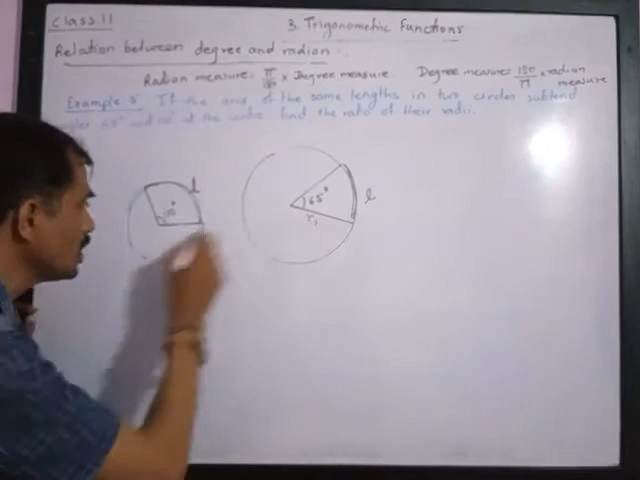 Class 11
3. Trigonometric Functions
Relation between degree and radian.
Radian measure = π/180 × Degree measure. Degree measure = 180/π × radian measure
Example 5 If the arcs of the same lengths in two circles subtend
angles 65° and 110° at the centre find the ratio of their radii.
l
65°
r₁
l